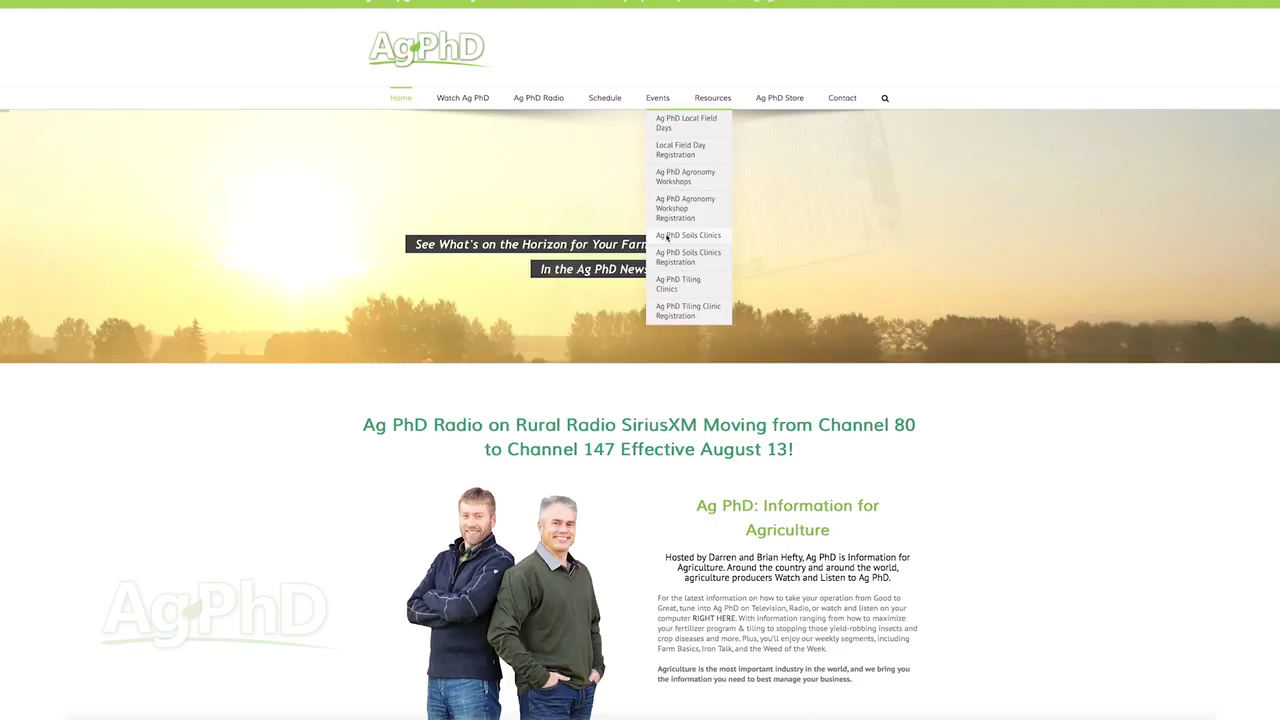 AgPhD
Home
Watch Ag PhD
Ag PhD Radio
Schedule
Events
Resources
Ag PhD Store
Contact
Ag PhD Local Field
Days
Local Field Day
Registration
Ag PhD Agronomy
Workshops
Ag PhD Agronomy
Workshop
Registration
Ag PhD Soils Clinics
Ag PhD Soils Clinics
Registration
Ag PhD Tiling
Clinics
Ag PhD Tiling Clinic
Registration
See What's on the Horizon for Your Farm
In the Ag PhD News
Ag PhD Radio on Rural Radio SiriusXM Moving from Channel 80
to Channel 147 Effective August 13!
Ag PhD: Information for
Agriculture
Hosted by Darren and Brian Hefty, Ag PhD is Information for
Agriculture. Around the country and around the world,
agriculture producers Watch and Listen to Ag PhD.
For the latest information on how to take your operation from Good to
Great, tune into Ag PhD on Television, Radio, or watch and listen on your
computer RIGHT HERE. With information ranging from how to maximize
your fertilizer program & tiling to stopping those yield-robbing insects and
crop diseases and more. Plus, you'll enjoy our weekly segments, including
Farm Basics, Iron Talk, and the Weed of the Week.
Agriculture is the most important industry in the world, and we bring you
the information you need to best manage your business.
AgPhD